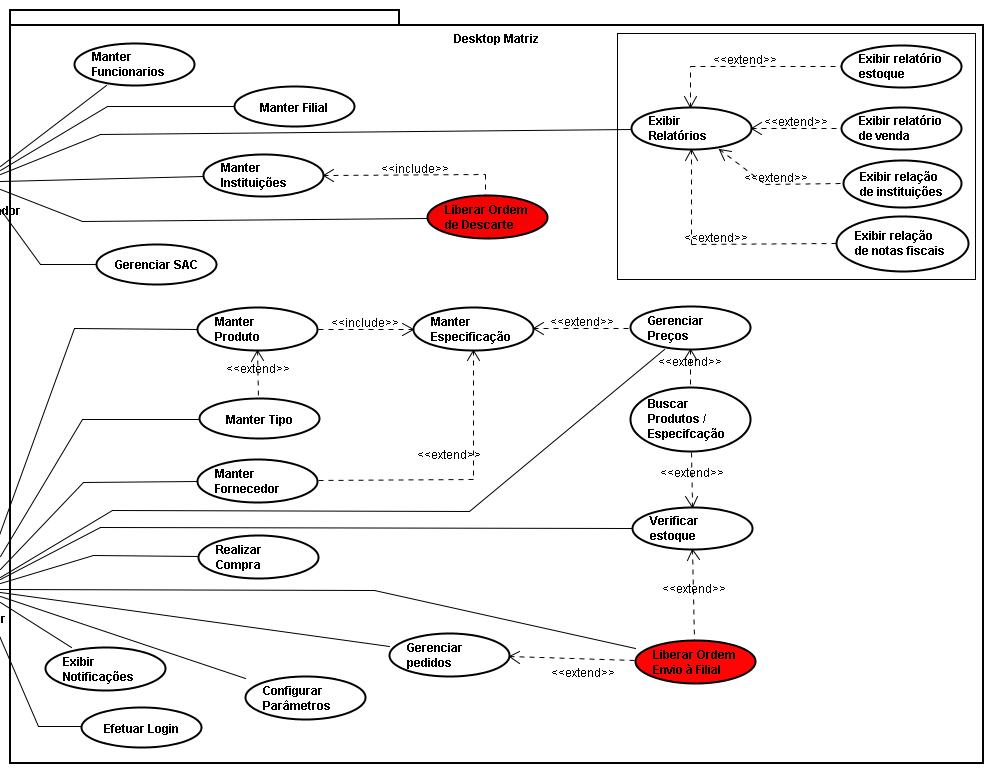 Desktop Matriz
Manter
Funcionarios
Manter Filial
Manter
Instituições
<<include>>
Liberar Ordem
de Descarte
ador
Gerenciar SAC
Exibir
Relatórios
<<extend>>
Exibir relatório
estoque
<<extend>>
Exibir relatório
de venda
<<extend>>
Exibir relação
de instituições
<<extend>>
Exibir relação
de notas fiscais
Manter
Produto
<<include>>
Manter
Especificação
<<extend>>
Gerenciar
Preços
<<extend>>
<<extend>>
Manter Tipo
Buscar
Produtos /
Especifcação
<<extend>>
Manter
Fornecedor
<<extend>>
Verificar
estoque
Realizar
Compra
<<extend>>
r
Gerenciar
pedidos
<<extend>>
Liberar Ordem
Envio à Filial
Exibir
Notificações
Configurar
Parâmetros
Efetuar Login